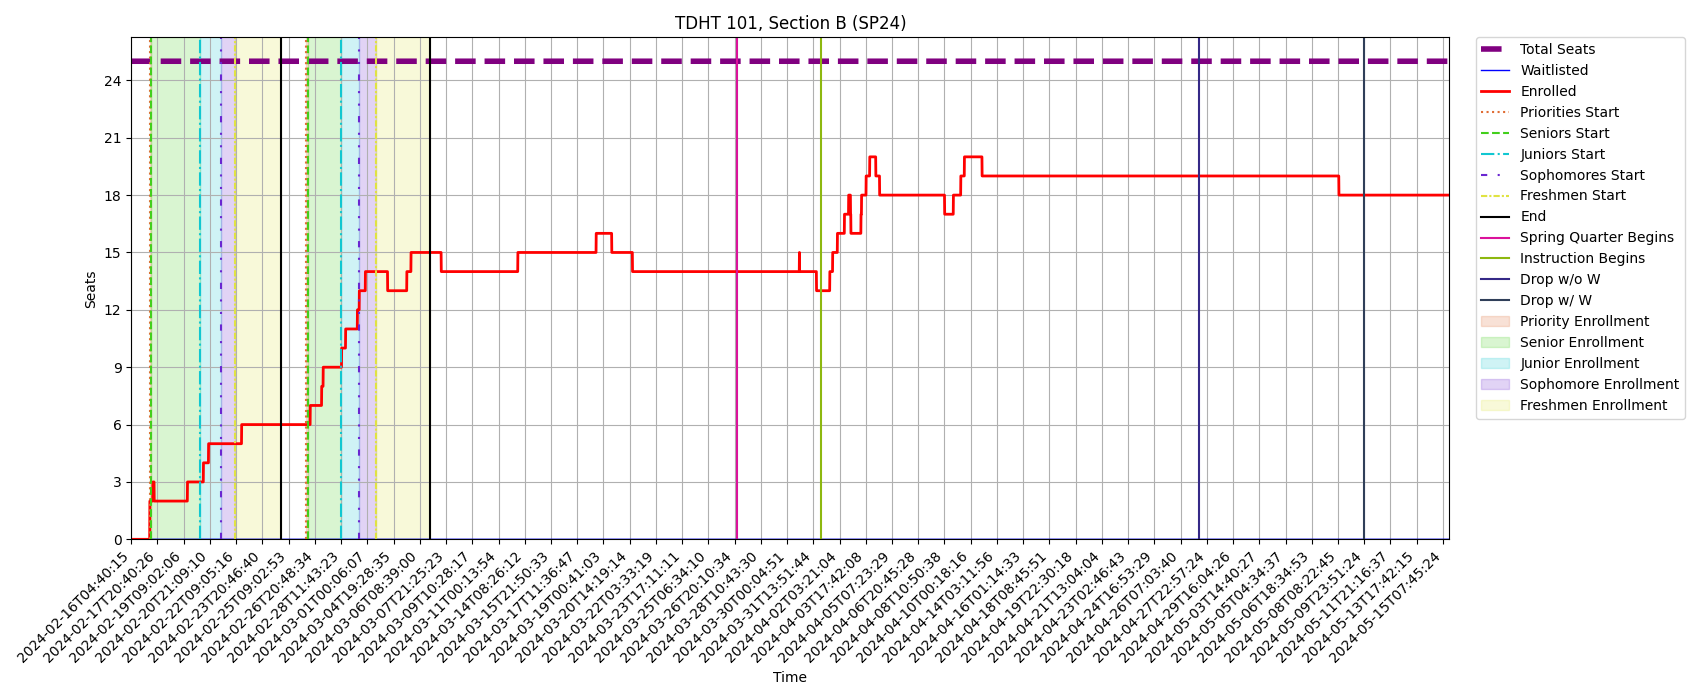 TDHT 101, Section B (SP24)
24
21
18
15
12
9
6
3
0
Seats
2024-02-16T04:40:15
2024-02-17T20:40:26
2024-02-19T09:02:06
2024-02-20T21:09:10
2024-02-22T09:05:16
2024-02-23T20:46:40
2024-02-25T09:02:53
2024-02-26T20:48:34
2024-02-28T11:43:23
2024-03-01T00:06:07
2024-03-04T19:28:35
2024-03-06T08:39:00
2024-03-07T21:25:23
2024-03-09T10:28:17
2024-03-11T00:13:54
2024-03-14T08:26:12
2024-03-15T21:50:33
2024-03-17T11:36:47
2024-03-19T00:41:03
2024-03-20T14:19:14
2024-03-22T03:33:19
2024-03-23T17:11:11
2024-03-25T06:34:10
2024-03-26T20:10:34
2024-03-28T10:43:30
2024-03-30T00:04:51
2024-03-31T13:51:44
2024-04-02T03:21:04
2024-04-03T17:42:08
2024-04-05T07:23:29
2024-04-06T20:45:28
2024-04-08T10:50:38
2024-04-10T00:18:16
2024-04-14T03:11:56
2024-04-16T01:14:33
2024-04-18T08:45:51
2024-04-19T22:30:18
2024-04-21T13:04:04
2024-04-23T02:46:43
2024-04-24T16:53:29
2024-04-26T07:03:40
2024-04-27T22:57:24
2024-04-29T16:04:26
2024-05-03T14:40:27
2024-05-05T04:34:37
2024-05-06T18:34:53
2024-05-08T08:22:45
2024-05-09T23:51:24
2024-05-11T21:16:37
2024-05-13T17:42:15
2024-05-15T07:45:24
Time
Total Seats
Waitlisted
Enrolled
Priorities Start
Seniors Start
Juniors Start
Sophomores Start
Freshmen Start
End
Spring Quarter Begins
Instruction Begins
Drop w/o W
Drop w/ W
Priority Enrollment
Senior Enrollment
Junior Enrollment
Sophomore Enrollment
Freshmen Enrollment